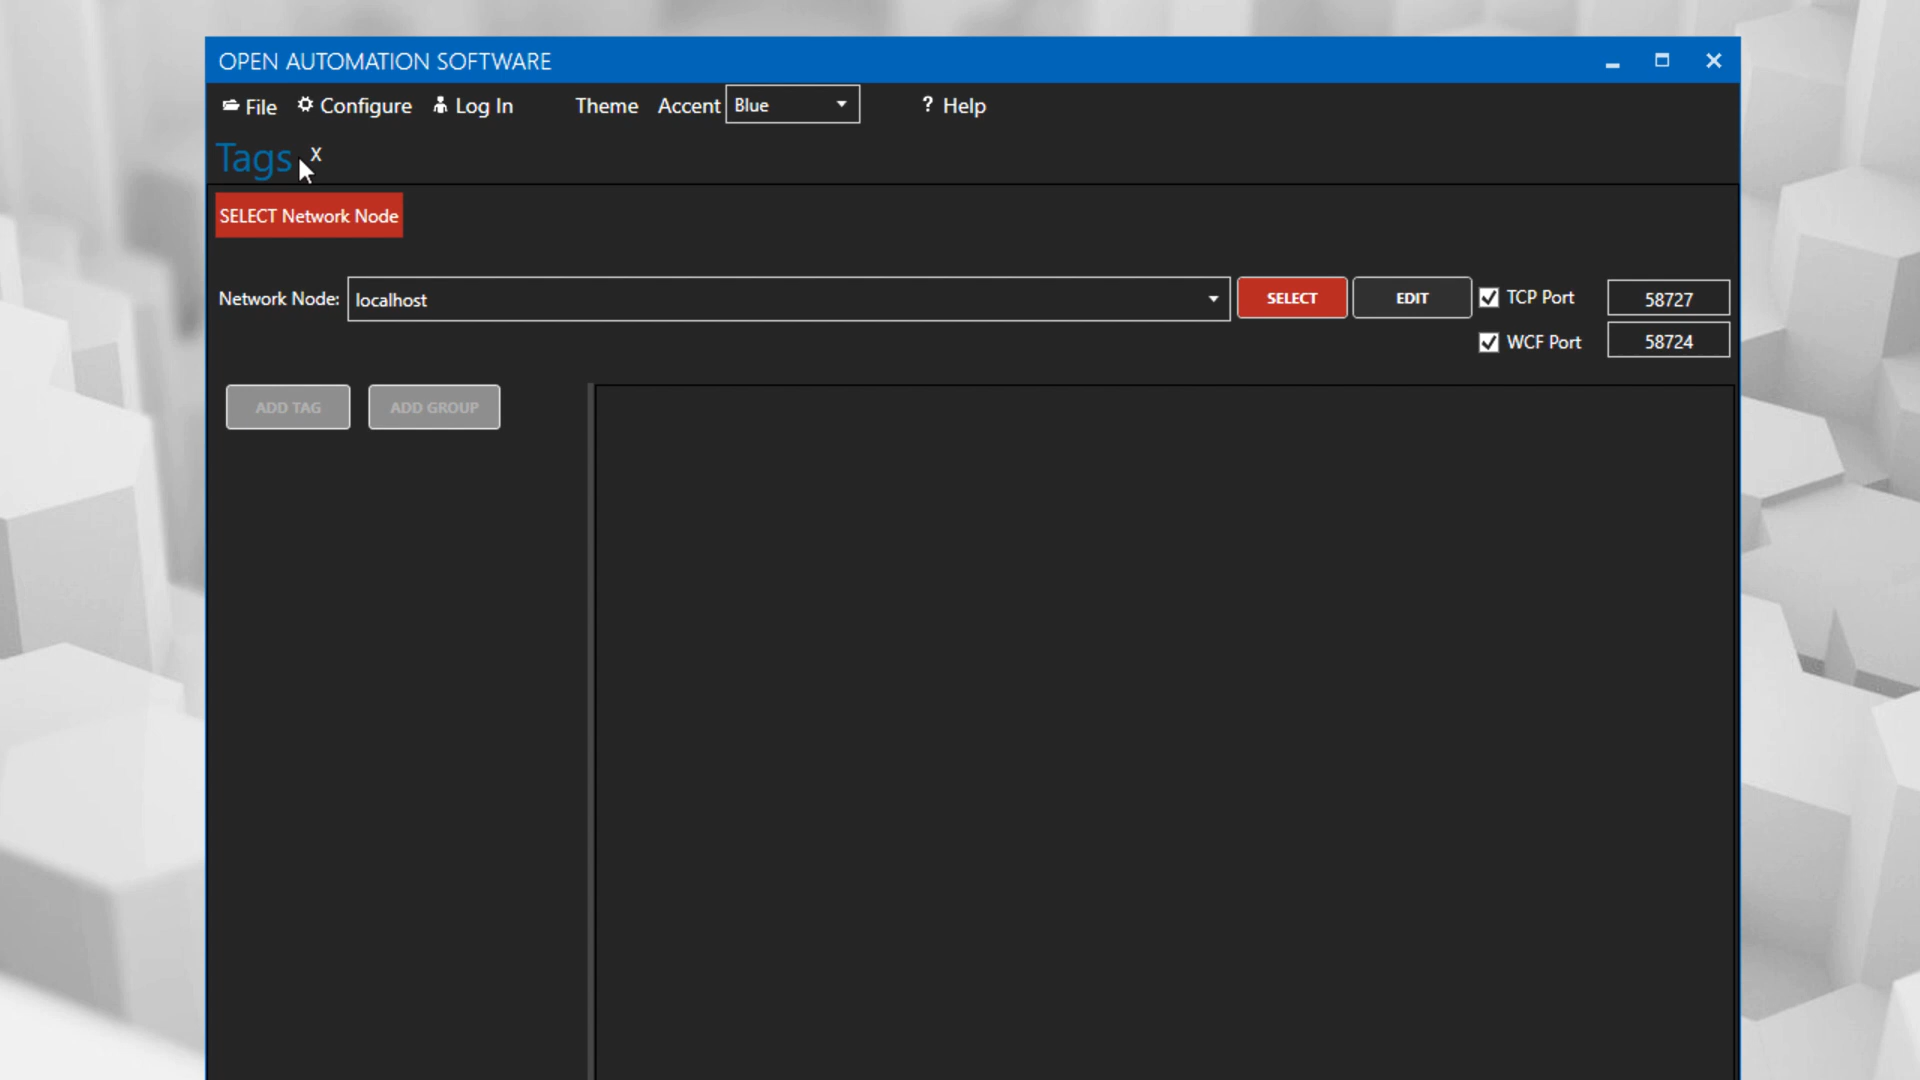 OPEN AUTOMATION SOFTWARE
File Configure Log In Theme Accent Blue ? Help
Tags X
SELECT Network Node
Network Node: localhost SELECT EDIT TCP Port 58727
WCF Port 58724
ADD TAG ADD GROUP